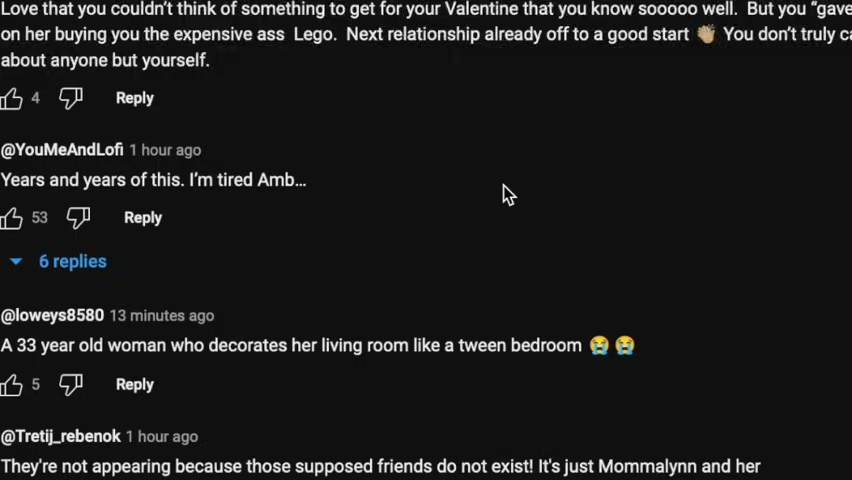 Love that you couldn't think of something to get for your Valentine that you know sooooo well. But you “gave
on her buying you the expensive ass Lego. Next relationship already off to a good start 👏🏼 You don't truly ca
about anyone but yourself.
4 Reply
@YouMeAndLofi 1 hour ago
Years and years of this. I'm tired Amb...
53 Reply
6 replies
@loweys8580 13 minutes ago
A 33 year old woman who decorates her living room like a tween bedroom 😭 😭
5 Reply
@Tretij_rebenok 1 hour ago
They're not appearing because those supposed friends do not exist! It's just Mommalynn and her